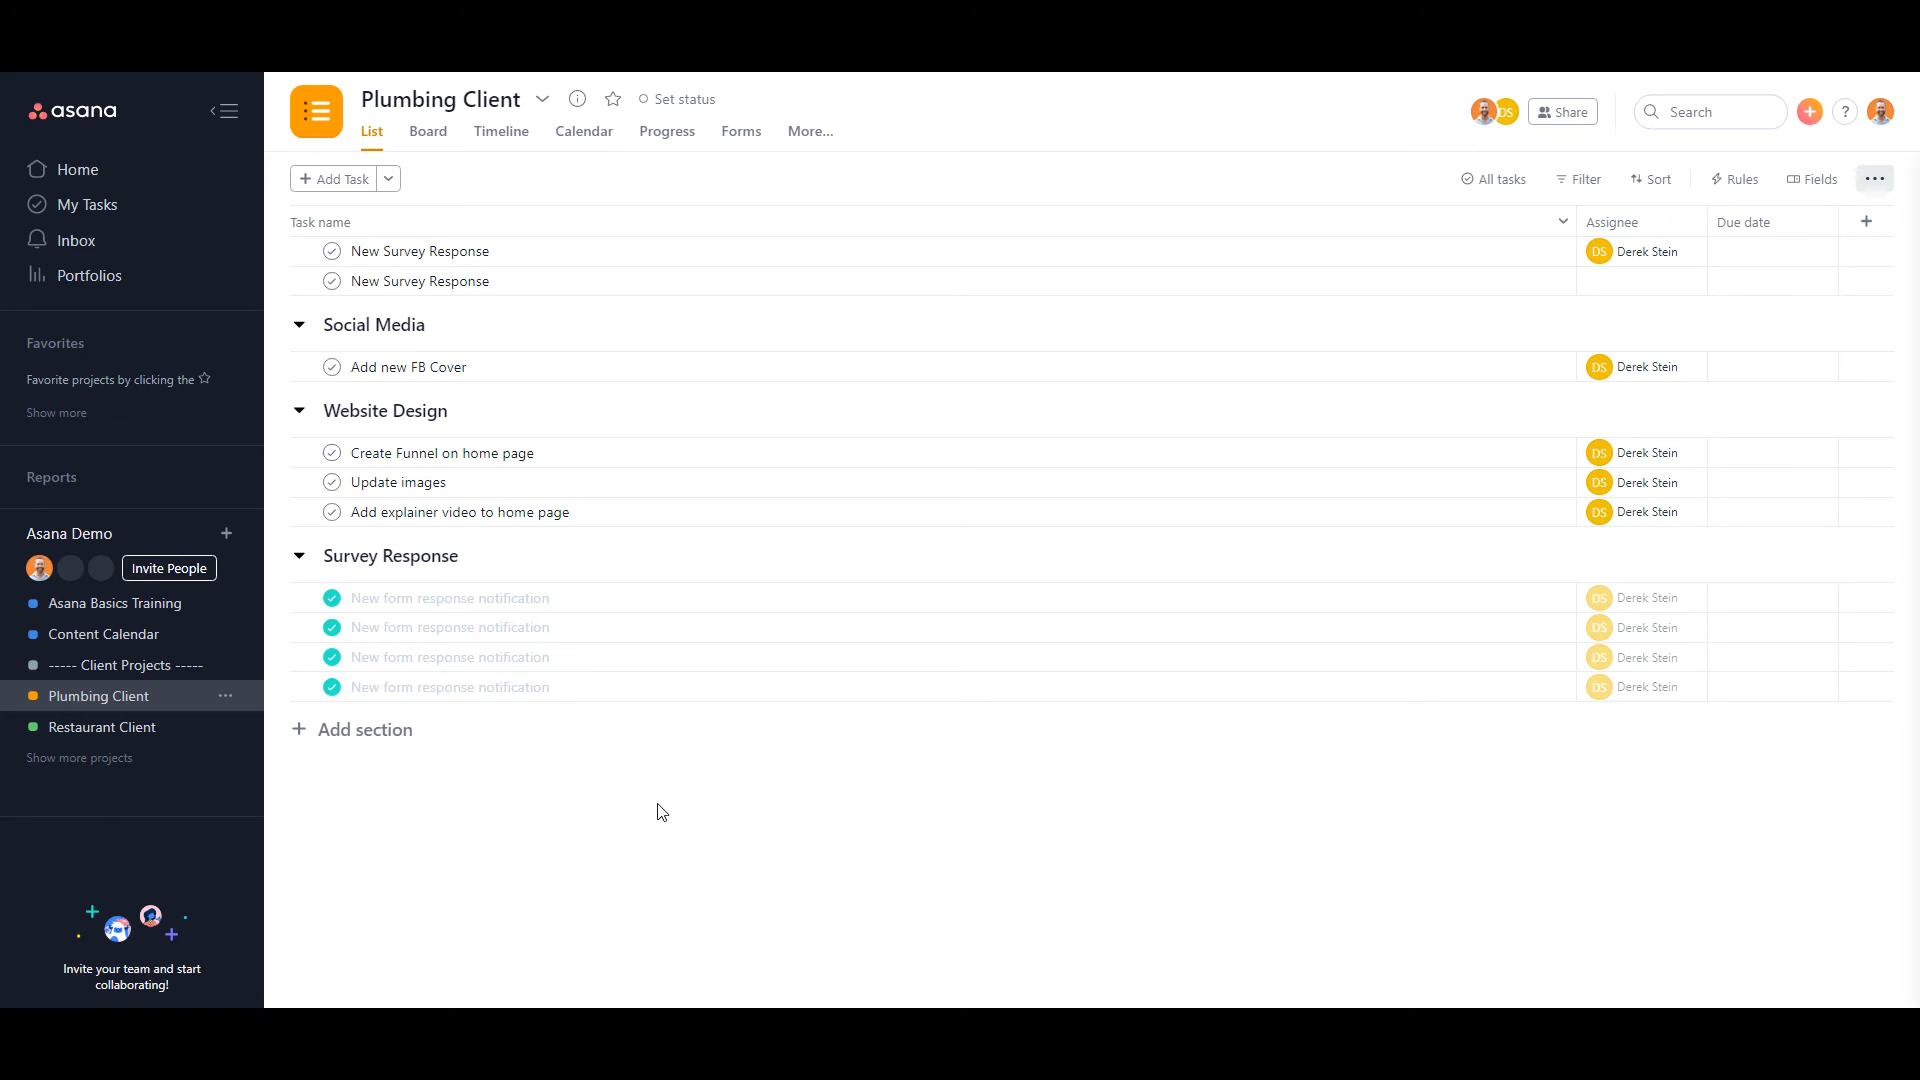 asana
Home
My Tasks
Inbox
Portfolios
Favorites
Favorite projects by clicking the
Show more
Reports
Asana Demo
Invite People
Asana Basics Training
Content Calendar
----- Client Projects -----
Plumbing Client
Restaurant Client
Show more projects
Invite your team and start
collaborating!
Plumbing Client
Set status
List Board Timeline Calendar Progress Forms More...
DS
Share
Search
?
+ Add Task
All tasks
Filter
Sort
Rules
Fields
Task name Assignee Due date
New Survey Response DS Derek Stein
New Survey Response
Social Media
Add new FB Cover DS Derek Stein
Website Design
Create Funnel on home page DS Derek Stein
Update images DS Derek Stein
Add explainer video to home page DS Derek Stein
Survey Response
New form response notification DS Derek Stein
New form response notification DS Derek Stein
New form response notification DS Derek Stein
New form response notification DS Derek Stein
+ Add section